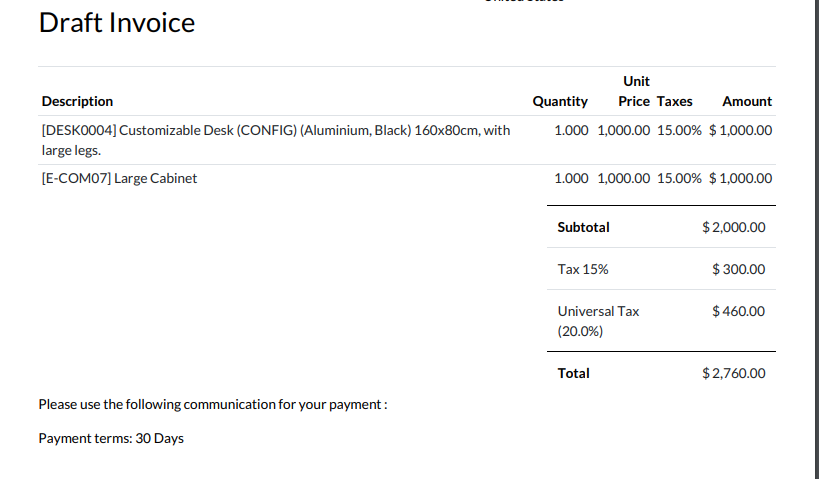 Draft Invoice
Unit
Description Quantity Price Taxes Amount
[DESK0004] Customizable Desk (CONFIG) (Aluminium, Black) 160x80cm, with 1.000 1,000.00 15.00% $ 1,000.00
large legs.
[E-COM07] Large Cabinet 1.000 1,000.00 15.00% $ 1,000.00
Subtotal $ 2,000.00
Tax 15% $ 300.00
Universal Tax $ 460.00
(20.0%)
Total $ 2,760.00
Please use the following communication for your payment :
Payment terms: 30 Days